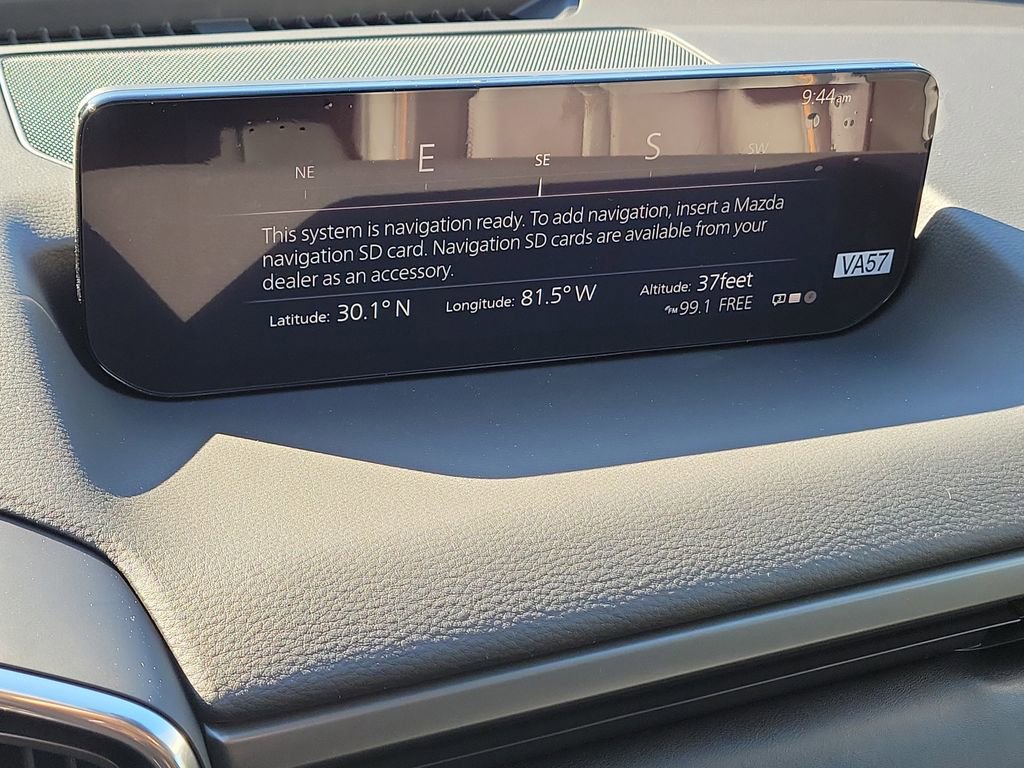 9:44am
NE E SE S SW
This system is navigation ready. To add navigation, insert a Mazda
navigation SD card. Navigation SD cards are available from your
dealer as an accessory.
VA57
Latitude: 30.1° N Longitude: 81.5° W Altitude: 37feet
FM 99.1 FREE